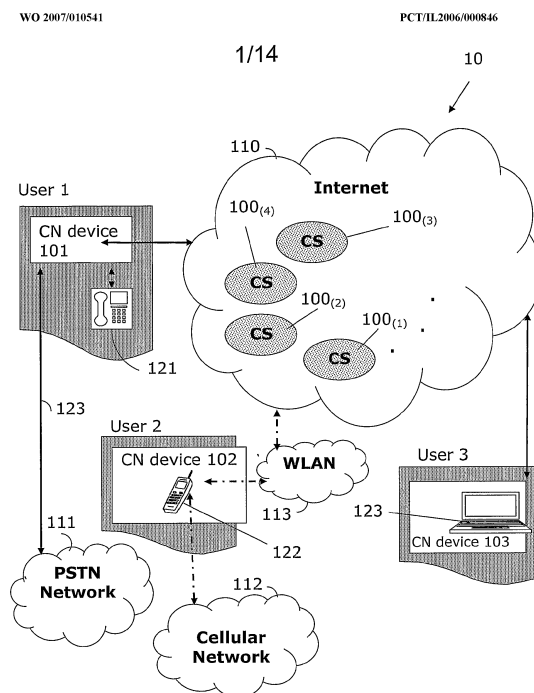 WO 2007/010541
PCT/IL2006/000846
1/14
10
110
Internet
User 1
CN device
101
100(4)
100(3)
CS
CS
100(2)
CS
100(1)
CS
121
123
User 2
CN device 102
WLAN
113
122
User 3
123
CN device 103
111
PSTN
Network
112
Cellular
Network